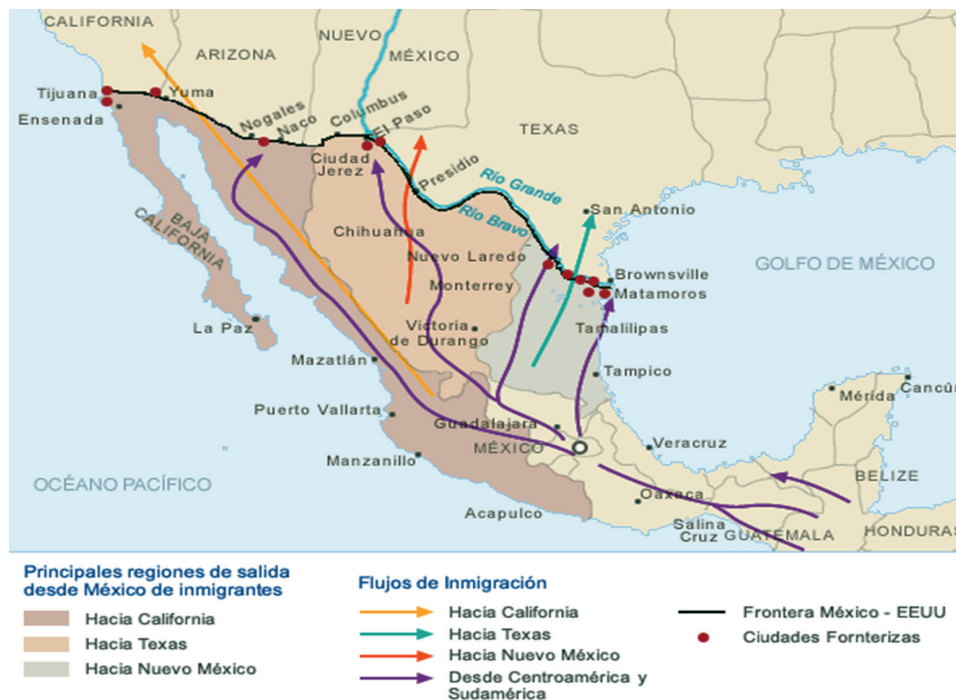 CALIFORNIA
NUEVO
MÉXICO
ARIZONA
TEXAS
Tijuana
Yuma
Ensenada
Nogales
Naco
Columbus
El Paso
Ciudad
Jerez
Presidio
Río Grande
Río Bravo
San Antonio
BAJA
CALIFORNIA
Chihuahua
Nuevo Laredo
Brownsville
GOLFO DE MÉXICO
Monterrey
Matamoros
La Paz
Victoria
de Durango
Tamalilipas
Mazatlán
Tampico
Mérida
Cancún
Puerto Vallarta
Guadalajara
MÉXICO
Veracruz
Manzanillo
BELIZE
OCÉANO PACÍFICO
Oaxaca
Acapulco
Salina
Cruz
GUATEMALA
HONDURAS
Principales regiones de salida
desde México de inmigrantes
Hacia California
Hacia Texas
Hacia Nuevo México
Flujos de Inmigración
Hacia California
Hacia Texas
Hacia Nuevo México
Desde Centroamérica y
Sudamérica
Frontera México - EEUU
Ciudades Fornterizas